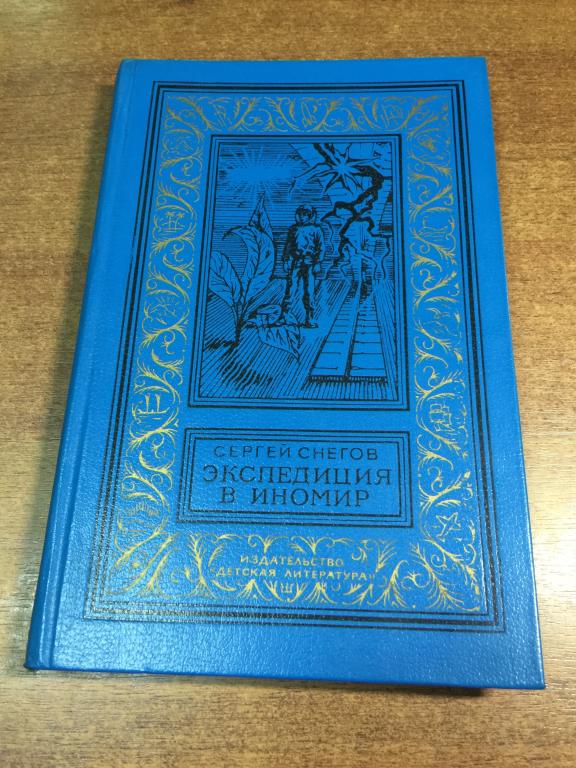 СЕРГЕЙ СНЕГОВ
ЭКСПЕДИЦИЯ
В ИНОМИР
ИЗДАТЕЛЬСТВО
"ДЕТСКАЯ ЛИТЕРАТУРА"